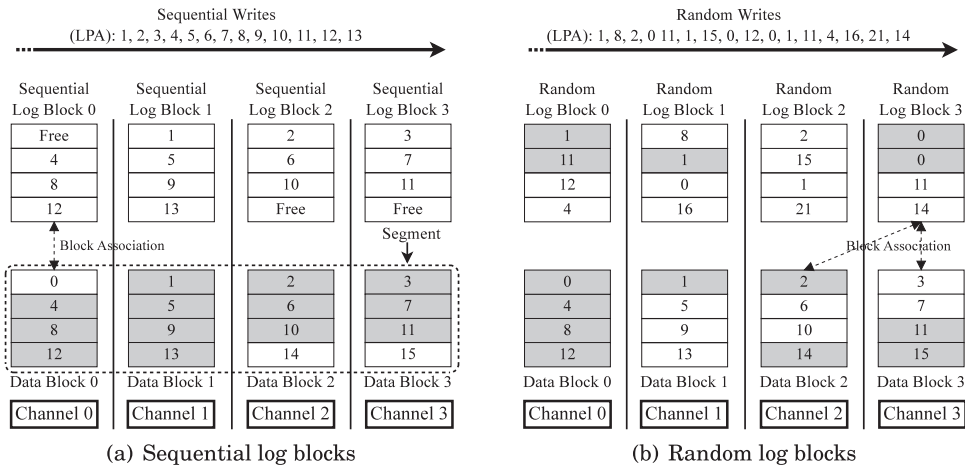 Sequential Writes
(LPA): 1, 2, 3, 4, 5, 6, 7, 8, 9, 10, 11, 12, 13
Sequential Log Block 0
Sequential Log Block 1
Sequential Log Block 2
Sequential Log Block 3
Free 1 2 3
4 5 6 7
8 9 10 11
12 13 Free Free
Block Association
Segment
0 1 2 3
4 5 6 7
8 9 10 11
12 13 14 15
Data Block 0 Data Block 1 Data Block 2 Data Block 3
Channel 0 Channel 1 Channel 2 Channel 3
(a) Sequential log blocks
Random Writes
(LPA): 1, 8, 2, 0 11, 1, 15, 0, 12, 0, 1, 11, 4, 16, 21, 14
Random Log Block 0
Random Log Block 1
Random Log Block 2
Random Log Block 3
1 8 2 0
11 1 15 0
12 0 1 11
4 16 21 14
Block Association
0 1 2 3
4 5 6 7
8 9 10 11
12 13 14 15
Data Block 0 Data Block 1 Data Block 2 Data Block 3
Channel 0 Channel 1 Channel 2 Channel 3
(b) Random log blocks